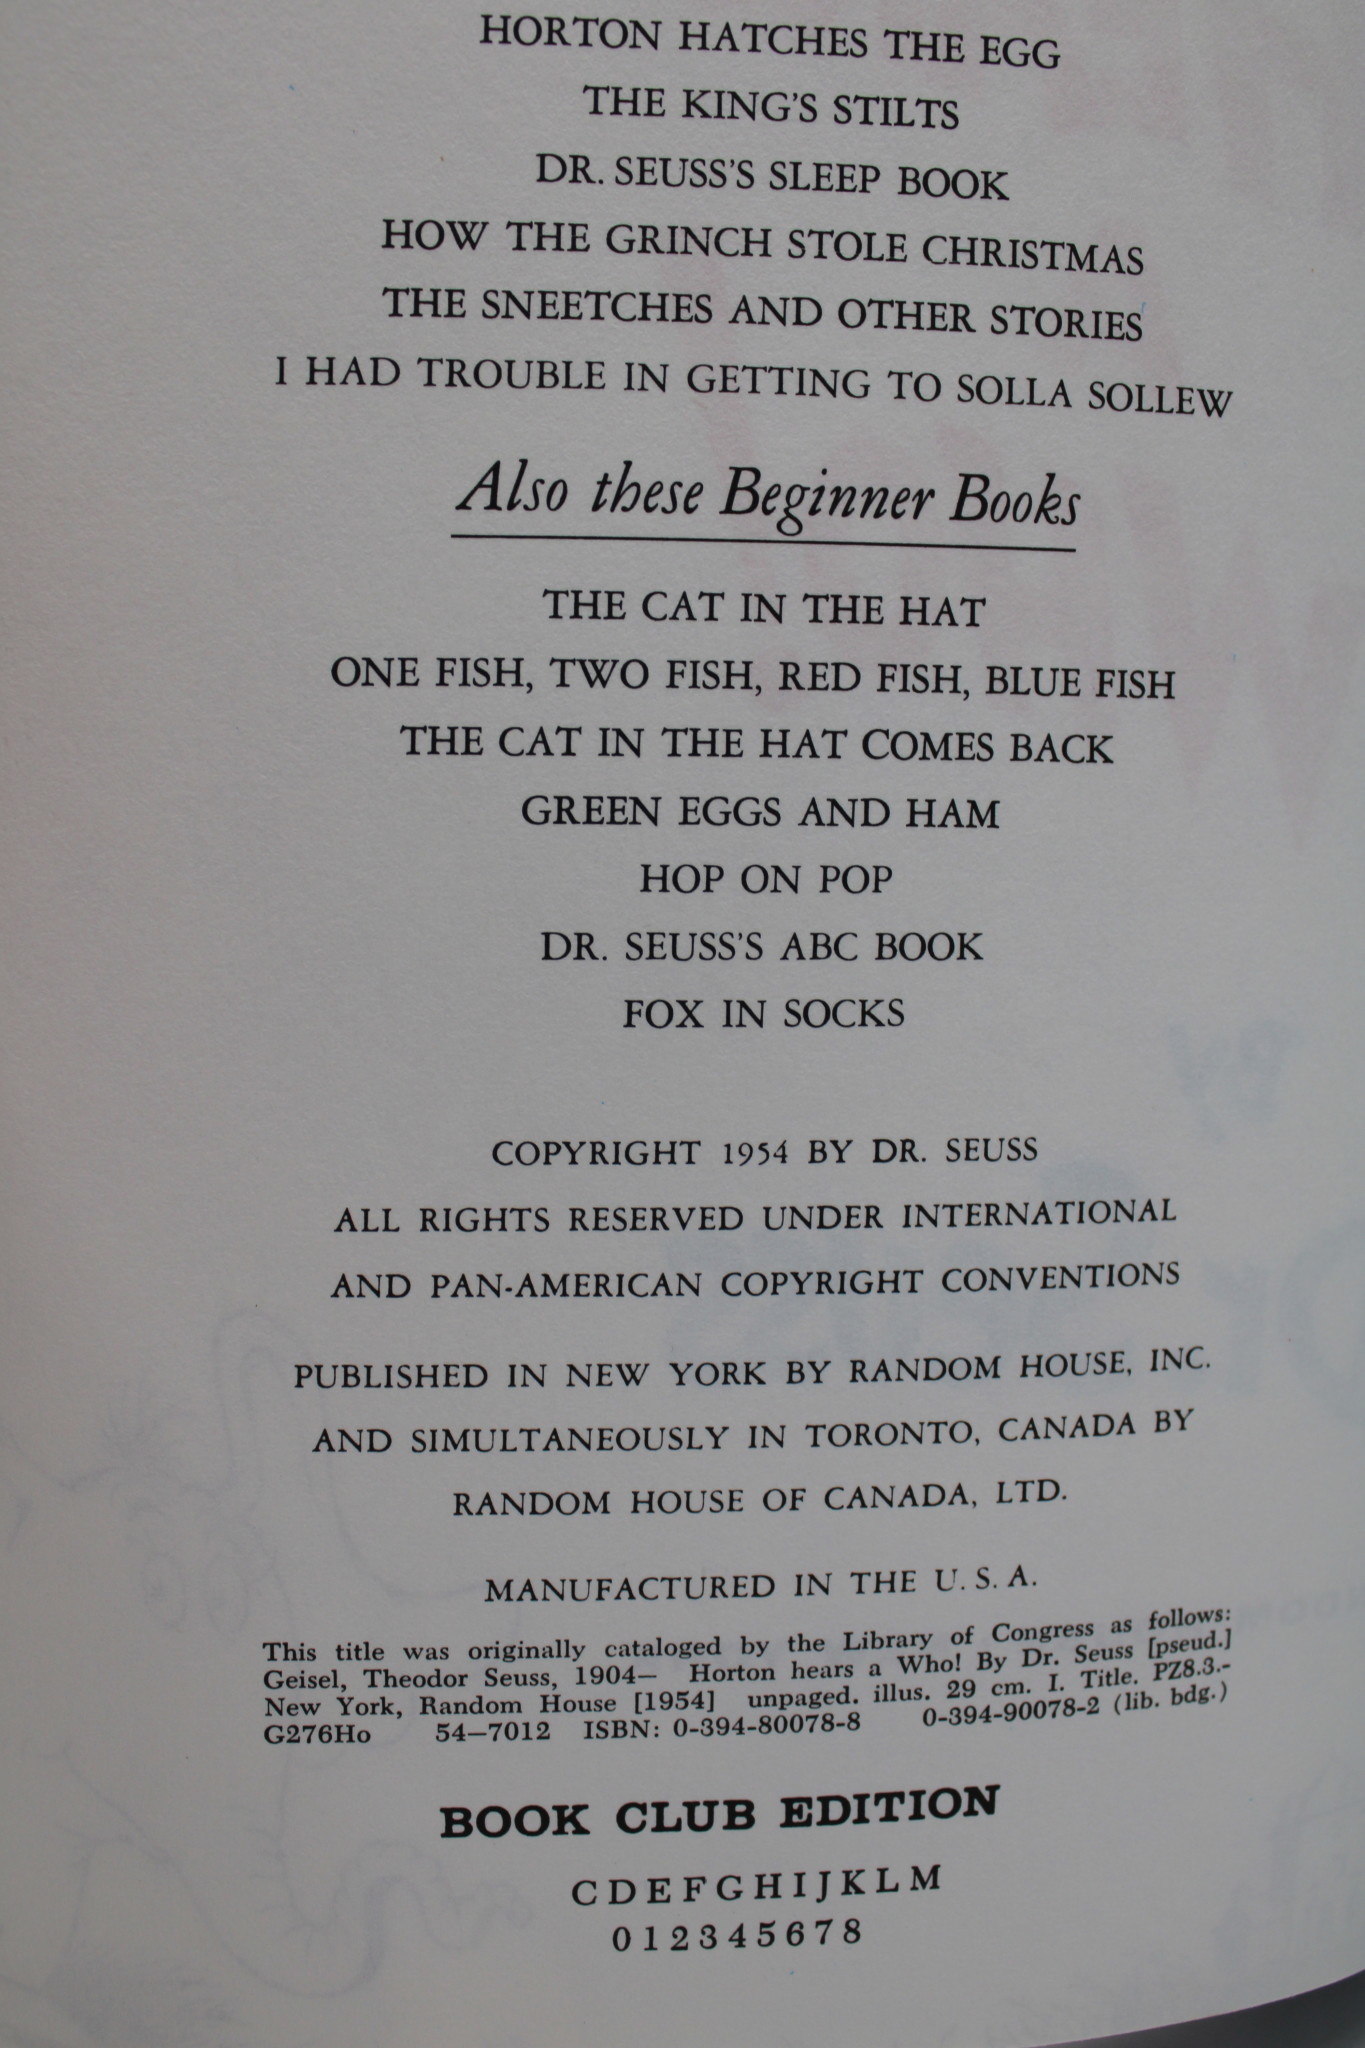 HORTON HATCHES THE EGG
THE KING'S STILTS
DR. SEUSS'S SLEEP BOOK
HOW THE GRINCH STOLE CHRISTMAS
THE SNEETCHES AND OTHER STORIES
I HAD TROUBLE IN GETTING TO SOLLA SOLLEW
Also these Beginner Books
THE CAT IN THE HAT
ONE FISH, TWO FISH, RED FISH, BLUE FISH
THE CAT IN THE HAT COMES BACK
GREEN EGGS AND HAM
HOP ON POP
DR. SEUSS'S ABC BOOK
FOX IN SOCKS
COPYRIGHT 1954 BY DR. SEUSS
ALL RIGHTS RESERVED UNDER INTERNATIONAL
AND PAN-AMERICAN COPYRIGHT CONVENTIONS
PUBLISHED IN NEW YORK BY RANDOM HOUSE, INC.
AND SIMULTANEOUSLY IN TORONTO, CANADA BY
RANDOM HOUSE OF CANADA, LTD.
MANUFACTURED IN THE U. S. A.
This title was originally cataloged by the Library of Congress as follows:
Geisel, Theodor Seuss, 1904— Horton hears a Who! By Dr. Seuss [pseud.]
New York, Random House [1954] unpaged. illus. 29 cm. I. Title. PZ8.3.-
G276Ho 54—7012 ISBN: 0-394-80078-8 0-394-90078-2 (lib. bdg.)
BOOK CLUB EDITION
C D E F G H I J K L M
0 1 2 3 4 5 6 7 8